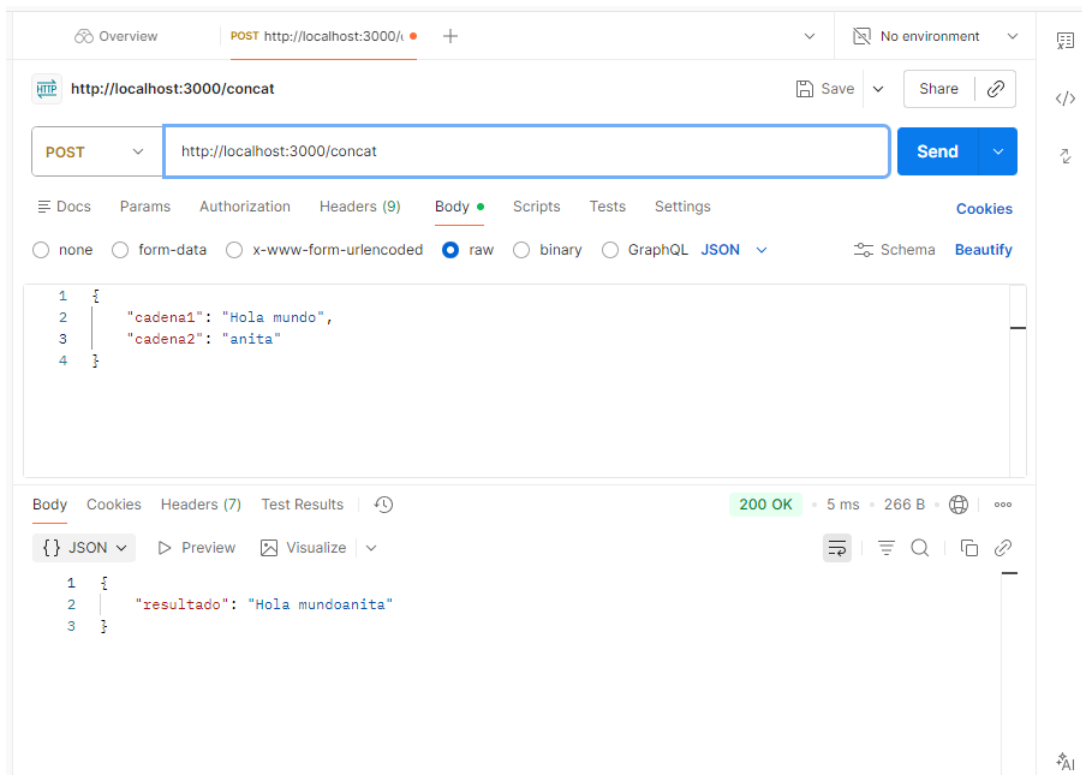 Overview
POST http://localhost:3000/
No environment
HTTP http://localhost:3000/concat
Save
Share
POST http://localhost:3000/concat
Send
Docs Params Authorization Headers (9) Body Scripts Tests Settings
Cookies
none form-data x-www-form-urlencoded raw binary GraphQL JSON
Schema Beautify
1 {
2 "cadena1": "Hola mundo",
3 "cadena2": "anita"
4 }
Body Cookies Headers (7) Test Results
200 OK • 5 ms • 266 B
{} JSON Preview Visualize
1 {
2 "resultado": "Hola mundoanita"
3 }
AI